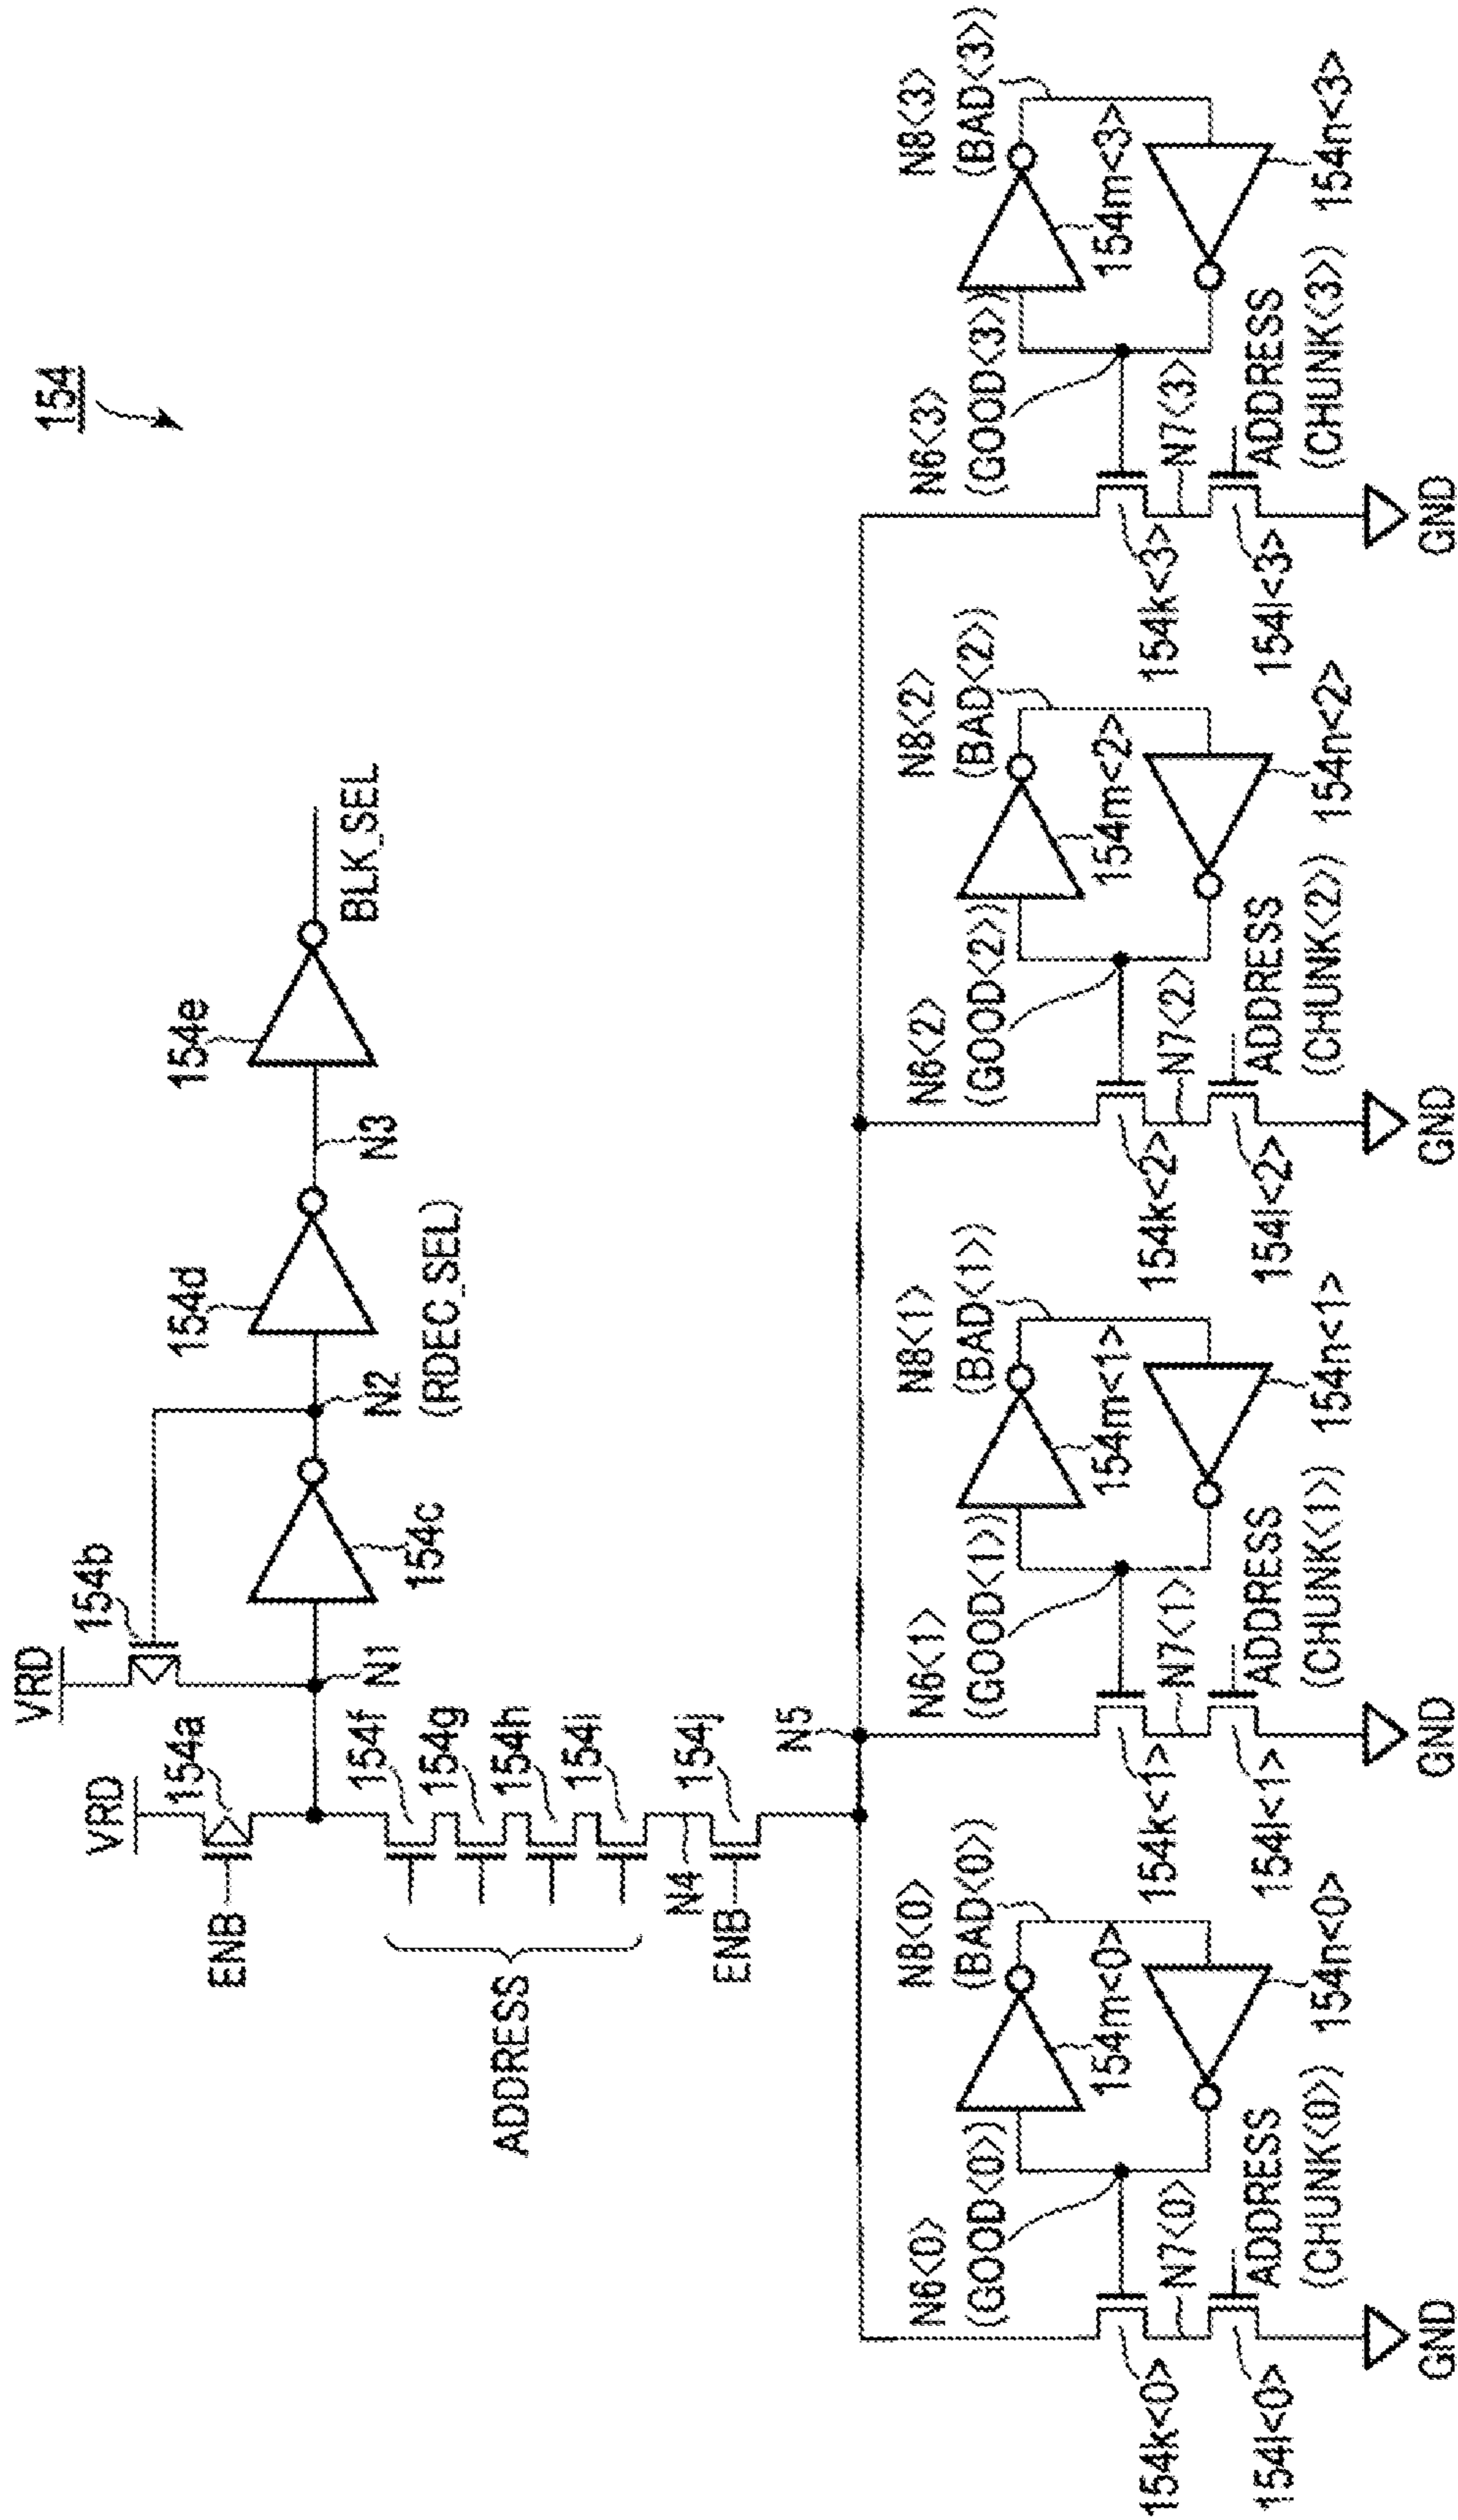 154
VRD
VRD
154b
154a
ENB
N1
154c
N2
(RDEC_SEL)
154d
N3
154e
BLK_SEL
ADDRESS
154f
154g
154h
154i
N4
ENB
154j
N5
N6<0>
(GOOD<0>)
N8<0>
(BAD<0>)
154m<0>
154k<0>
N7<0>
154l<0>
ADDRESS
(CHUNK<0>)
154n<0>
GND
N6<1>
(GOOD<1>)
N8<1>
(BAD<1>)
154m<1>
154k<1>
N7<1>
154l<1>
ADDRESS
(CHUNK<1>)
154n<1>
GND
N6<2>
(GOOD<2>)
N8<2>
(BAD<2>)
154m<2>
154k<2>
N7<2>
154l<2>
ADDRESS
(CHUNK<2>)
154n<2>
GND
N6<3>
(GOOD<3>)
N8<3>
(BAD<3>)
154m<3>
154k<3>
N7<3>
154l<3>
ADDRESS
(CHUNK<3>)
154n<3>
GND